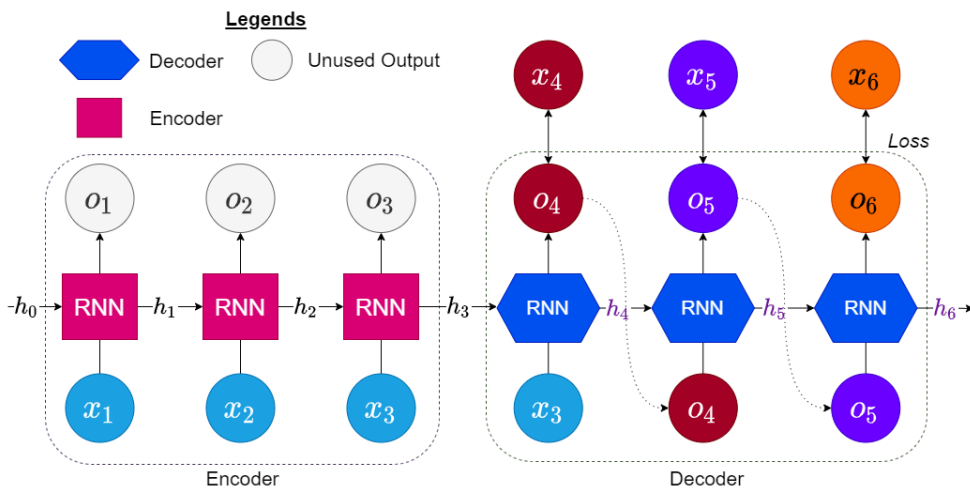 Legends
Decoder
Unused Output
Encoder
x₄ x₅ x₆
Loss
o₁ o₂ o₃ o₄ o₅ o₆
h₀ RNN h₁ RNN h₂ RNN h₃ RNN h₄ RNN h₅ RNN h₆
x₁ x₂ x₃ x₃ o₄ o₅
Encoder
Decoder